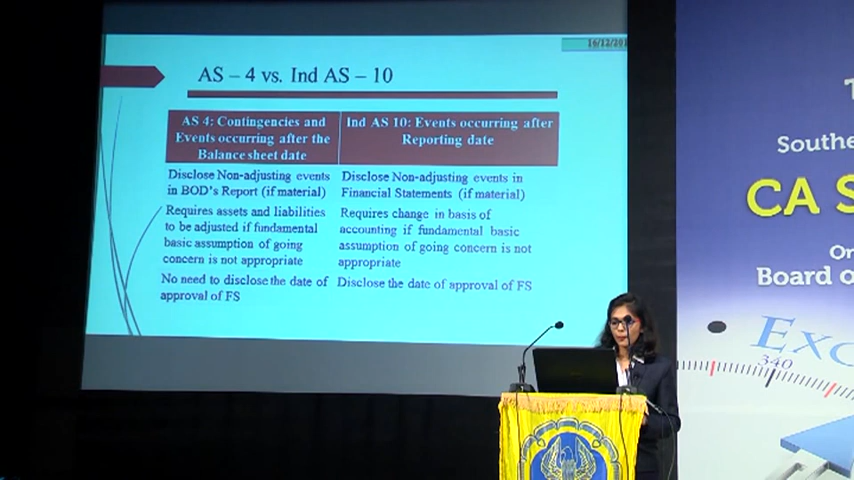 16/12/201
AS – 4 vs. Ind AS – 10
AS 4: Contingencies and
Events occurring after the
Balance sheet date
Ind AS 10: Events occurring after
Reporting date
Disclose Non-adjusting events
in BOD's Report (if material)
Disclose Non-adjusting events in
Financial Statements (if material)
Requires assets and liabilities
to be adjusted if fundamental
basic assumption of going
concern is not appropriate
Requires change in basis of
accounting if fundamental basic
assumption of going concern is not
appropriate
No need to disclose the date of
approval of FS
Disclose the date of approval of FS
T
Southe
CA S
Or
Board o
Exc
340